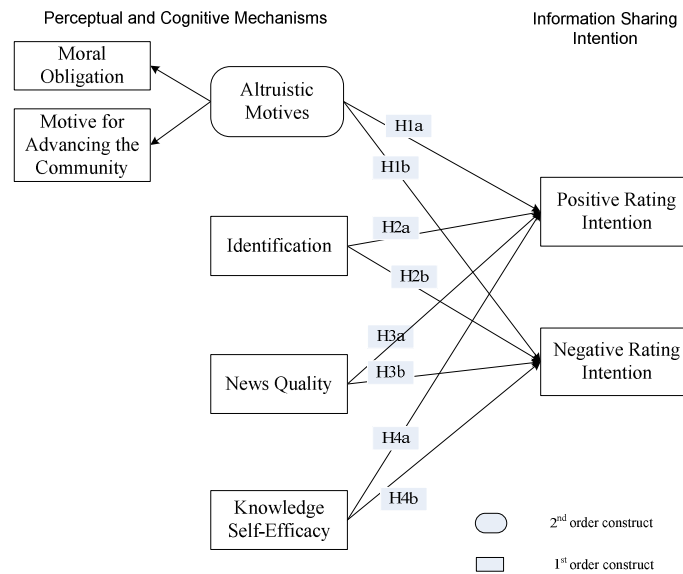 Perceptual and Cognitive Mechanisms
Information Sharing
Intention
Moral
Obligation
Motive for
Advancing the
Community
Altruistic
Motives
H1a
H1b
Positive Rating
Intention
Identification
H2a
H2b
Negative Rating
Intention
News Quality
H3a
H3b
Knowledge
Self-Efficacy
H4a
H4b
2nd order construct
1st order construct